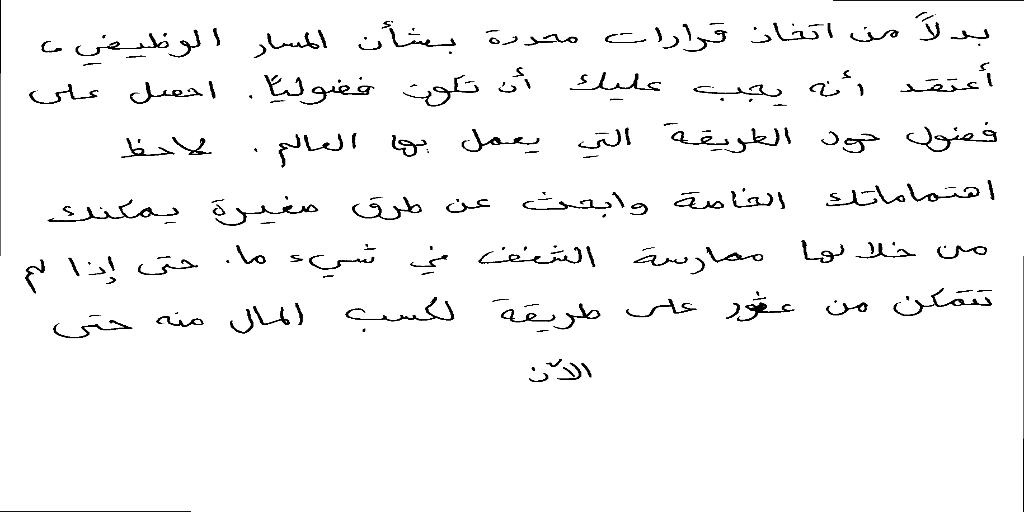 بدلاً من اتخاذ قرارات محددة بشأن المسار الوظيفي،
أعتقد أنه يجب عليك أن تكون فضولياً. احصل على
فضول حول الطريقة التي يعمل بها العالم. لاحظ
اهتماماتك الخاصة وابحث عن طرق صغيرة يمكنك
من خلالها ممارسة الشغف في شيء ما. حتى إذا لم
تتمكن من عثور على طريقة لكسب المال منه حتى
الآن